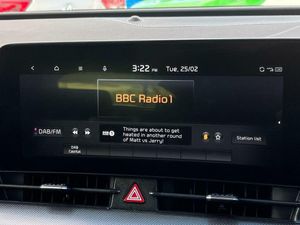 3:22 PM Tue, 25/02
BBC Radio1
DAB/FM
Things are about to get
heated in another round
of Matt vs Jerry!
Station list
DAB
Capital